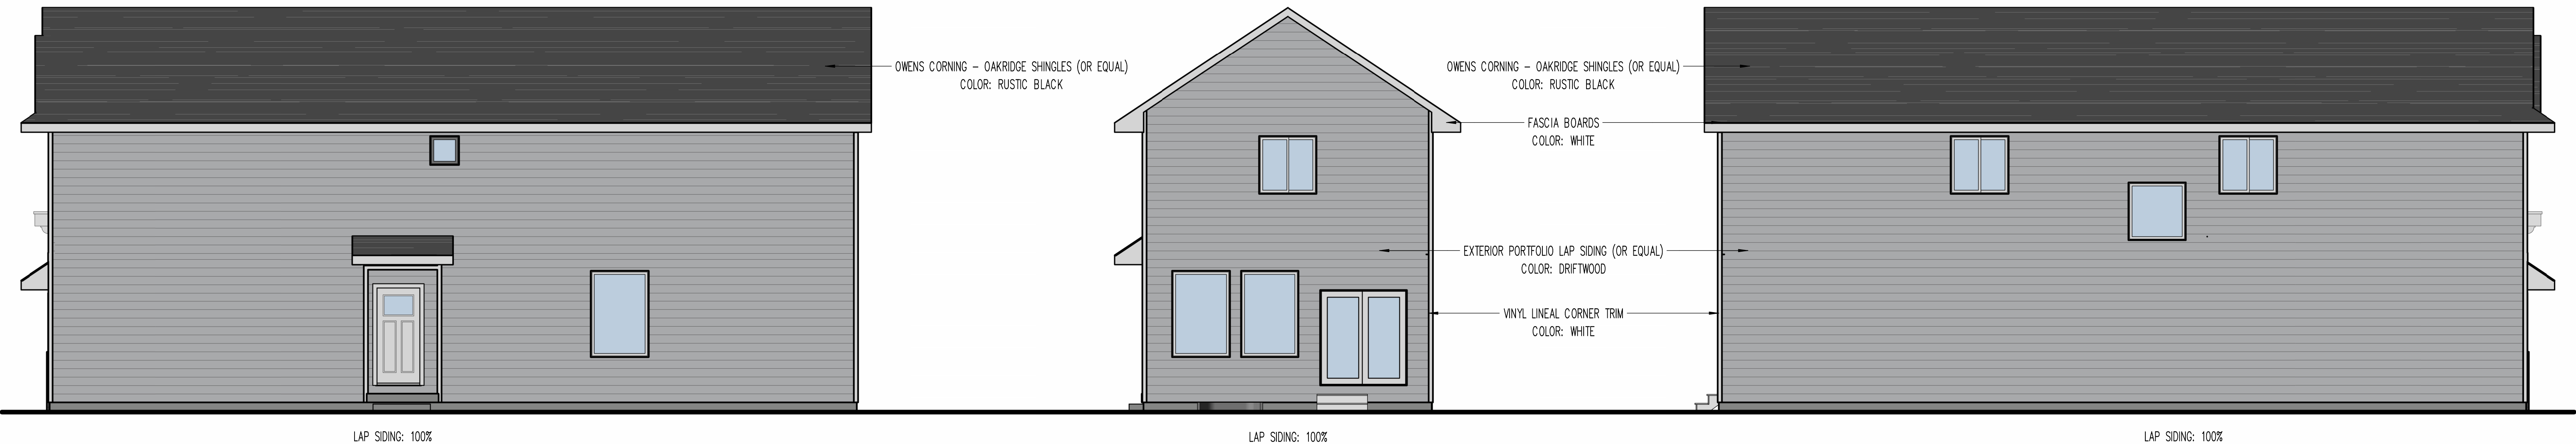 OWENS CORNING – OAKRIDGE SHINGLES (OR EQUAL)
COLOR: RUSTIC BLACK
OWENS CORNING – OAKRIDGE SHINGLES (OR EQUAL)
COLOR: RUSTIC BLACK
FASCIA BOARDS
COLOR: WHITE
EXTERIOR PORTFOLIO LAP SIDING (OR EQUAL)
COLOR: DRIFTWOOD
VINYL LINEAL CORNER TRIM
COLOR: WHITE
LAP SIDING: 100%
LAP SIDING: 100%
LAP SIDING: 100%